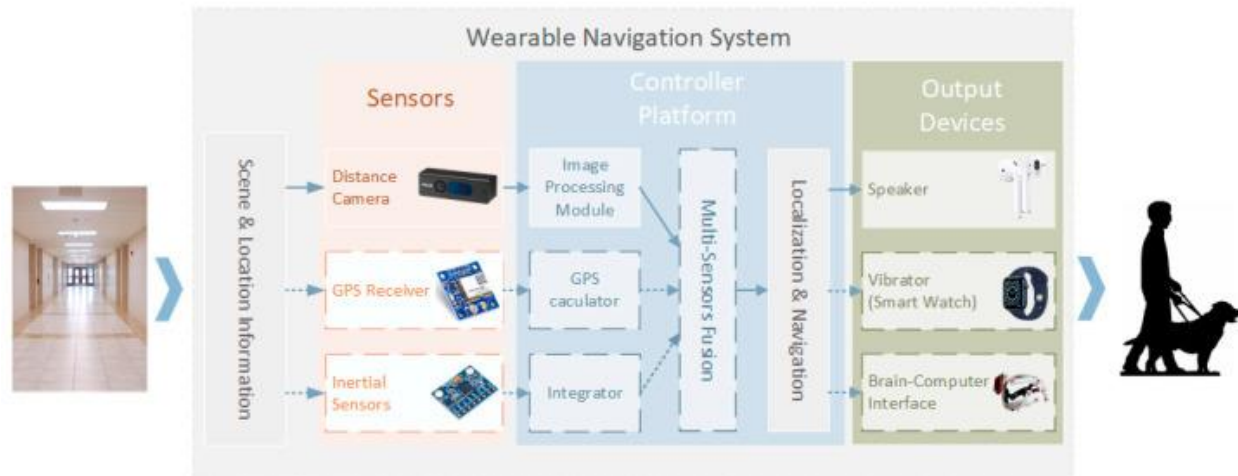 Wearable Navigation System
Scene & Location Information
Sensors
Distance
Camera
GPS Receiver
Inertial
Sensors
Controller
Platform
Image
Processing
Module
GPS
caculator
Integrator
Multi-Sensors Fusion
Localization & Navigation
Output
Devices
Speaker
Vibrator
(Smart Watch)
Brain-Computer
Interface